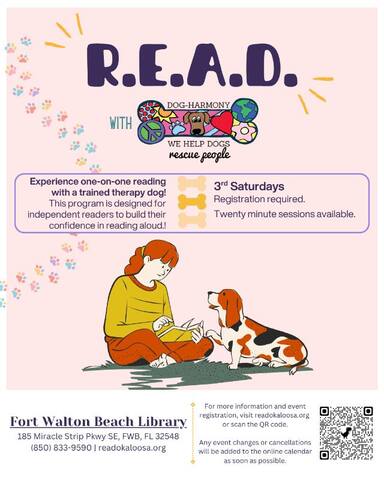 R.E.A.D.
WITH
DOG-HARMONY
WE HELP DOGS
rescue people
Experience one-on-one reading
with a trained therapy dog!
This program is designed for
independent readers to build their
confidence in reading aloud.!
3rd Saturdays
Registration required.
Twenty minute sessions available.
Fort Walton Beach Library
185 Miracle Strip Pkwy SE, FWB, FL 32548
(850) 833-9590 | readokaloosa.org
For more information and event
registration, visit readokaloosa.org
or scan the QR code.
Any event changes or cancellations
will be added to the online calendar
as soon as possible.